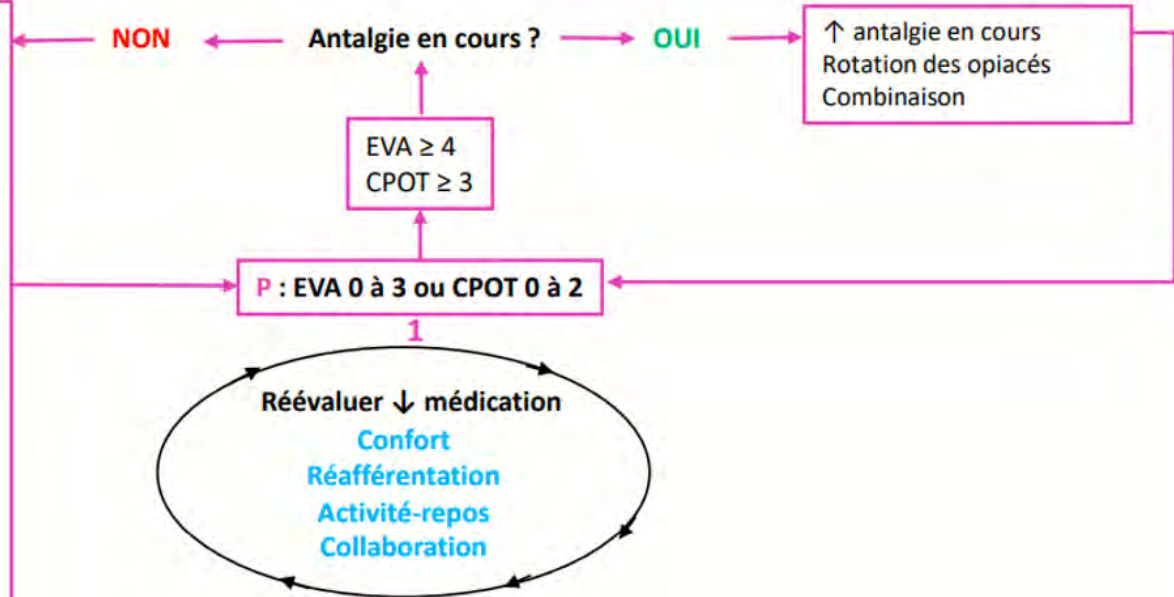 NON
Antalgie en cours ?
OUI
↑ antalgie en cours
Rotation des opiacés
Combinaison
EVA ≥ 4
CPOT ≥ 3
P : EVA 0 à 3 ou CPOT 0 à 2
1
Réévaluer ↓ médication
Confort
Réafférentation
Activité-repos
Collaboration